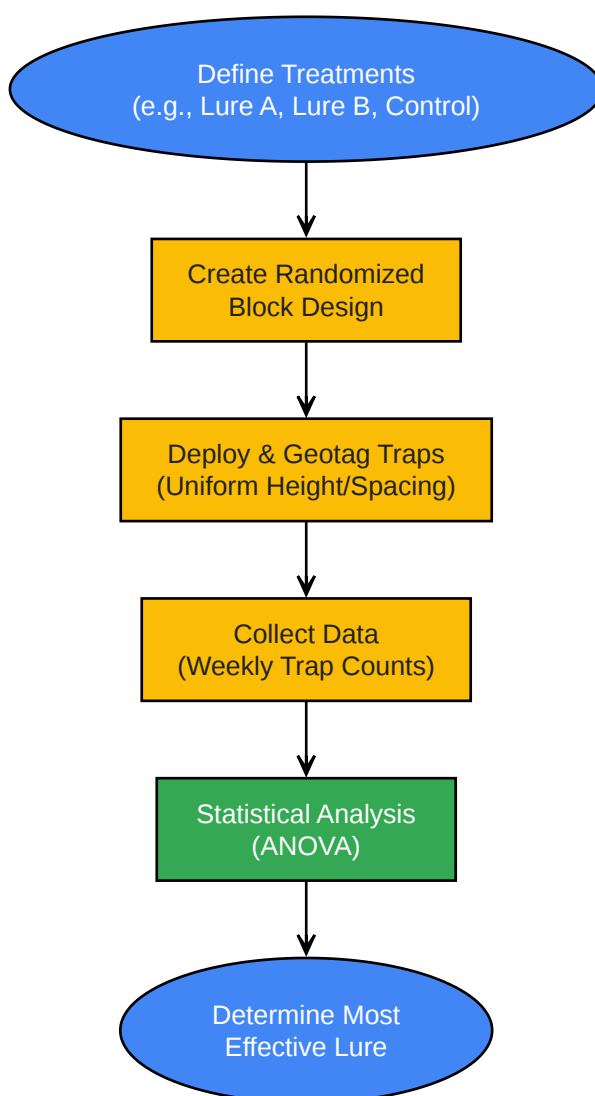 Define Treatments
(e.g., Lure A, Lure B, Control)
Create Randomized
Block Design
Deploy & Geotag Traps
(Uniform Height/Spacing)
Collect Data
(Weekly Trap Counts)
Statistical Analysis
(ANOVA)
Determine Most
Effective Lure